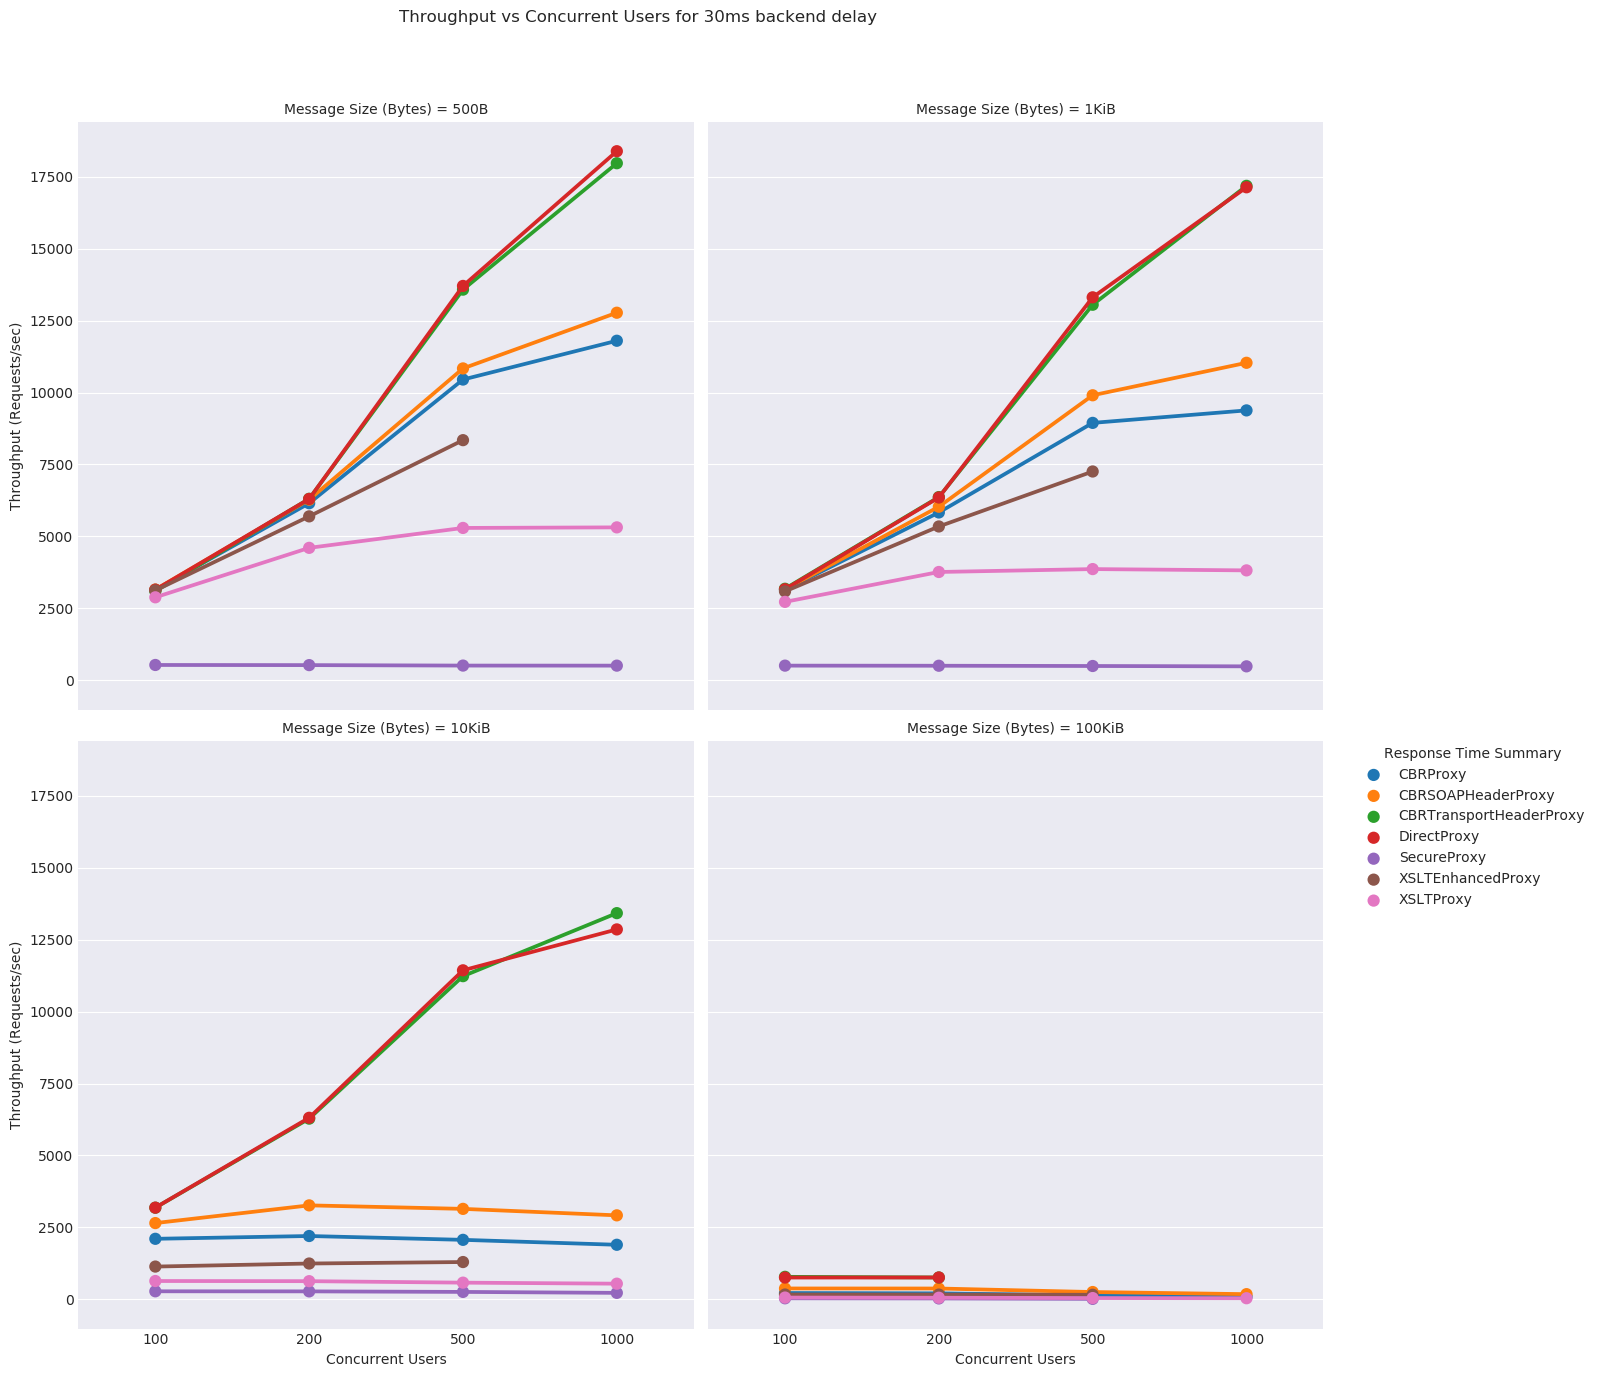 Throughput vs Concurrent Users for 30ms backend delay
Message Size (Bytes) = 500B
Message Size (Bytes) = 1KiB
17500
15000
12500
10000
7500
5000
2500
0
Throughput (Requests/sec)
Message Size (Bytes) = 10KiB
Message Size (Bytes) = 100KiB
17500
15000
12500
10000
7500
5000
2500
0
Throughput (Requests/sec)
100 200 500 1000
Concurrent Users
100 200 500 1000
Concurrent Users
Response Time Summary
CBRProxy
CBRSOAPHeaderProxy
CBRTransportHeaderProxy
DirectProxy
SecureProxy
XSLTEnhancedProxy
XSLTProxy